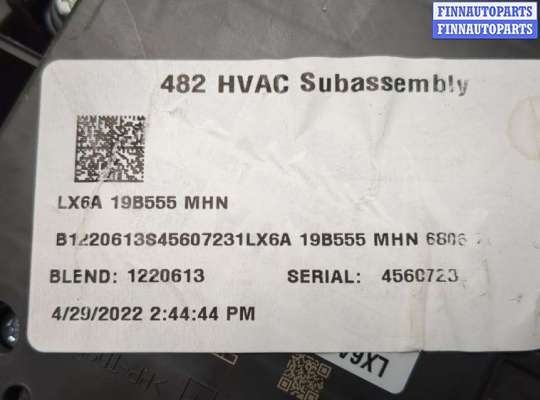 FINNAUTOPARTS
FINNAUTOPARTS
482 HVAC Subassembly
LX6A 19B555 MHN
B1220613S45607231LX6A 19B555 MHN
BLEND: 1220613 SERIAL: 4560723
4/29/2022 2:44:44 PM